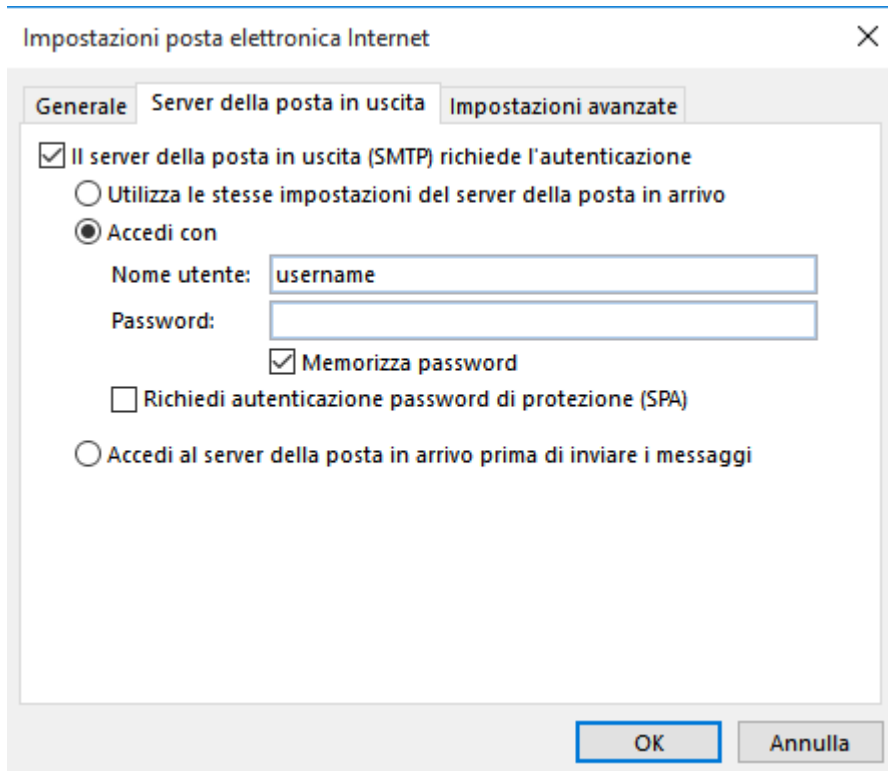 Impostazioni posta elettronica Internet
Generale Server della posta in uscita Impostazioni avanzate
Il server della posta in uscita (SMTP) richiede l'autenticazione
Utilizza le stesse impostazioni del server della posta in arrivo
Accedi con
Nome utente: username
Password:
Memorizza password
Richiedi autenticazione password di protezione (SPA)
Accedi al server della posta in arrivo prima di inviare i messaggi
OK Annulla